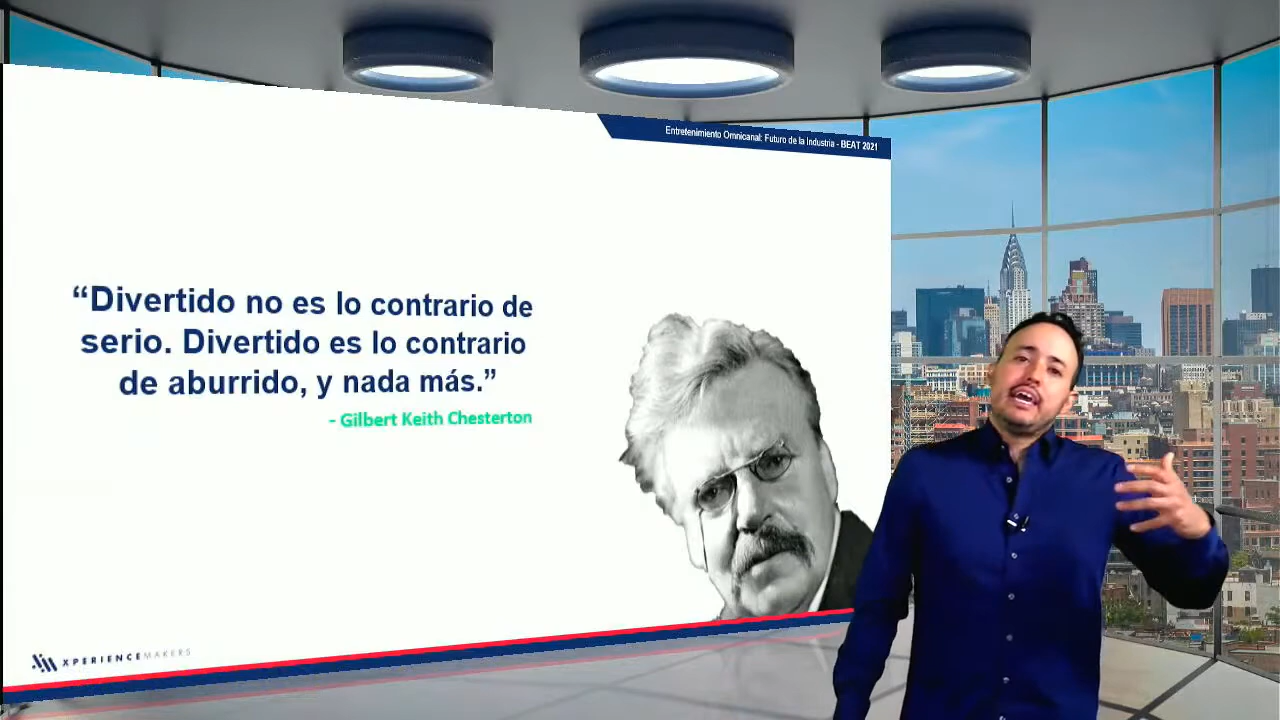 Entretenimiento Omnicanal: Futuro de la Industria - BEAT 2021
“Divertido no es lo contrario de
serio. Divertido es lo contrario
de aburrido, y nada más.”
- Gilbert Keith Chesterton
XPERIENCEMAKERS